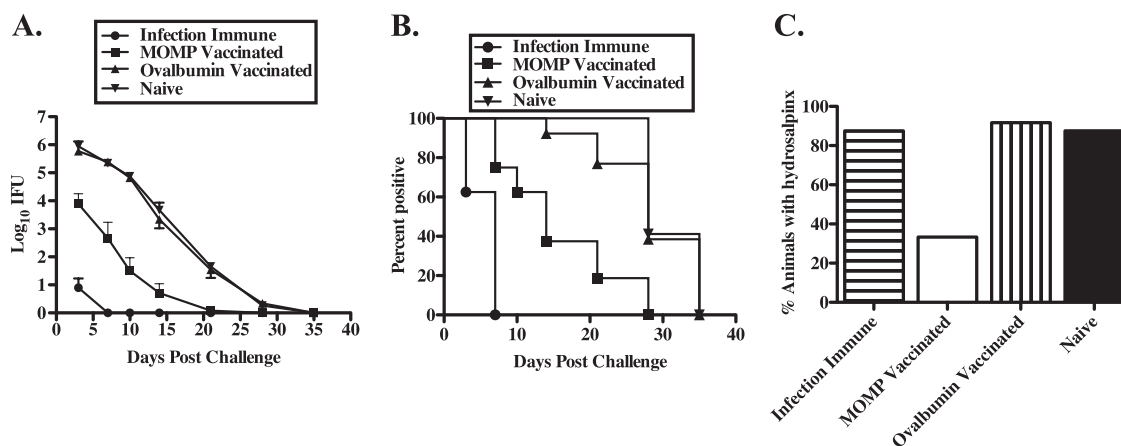 A.
Infection Immune
MOMP Vaccinated
Ovalbumin Vaccinated
Naive
7
6
5
4
3
2
1
0
Log10 IFU
0 5 10 15 20 25 30 35 40
Days Post Challenge
B.
Infection Immune
MOMP Vaccinated
Ovalbumin Vaccinated
Naive
100
80
60
40
20
0
Percent positive
0 10 20 30 40
Days Post Challenge
C.
100
80
60
40
20
0
% Animals with hydrosalpinx
Infection Immune
MOMP Vaccinated
Ovalbumin Vaccinated
Naive